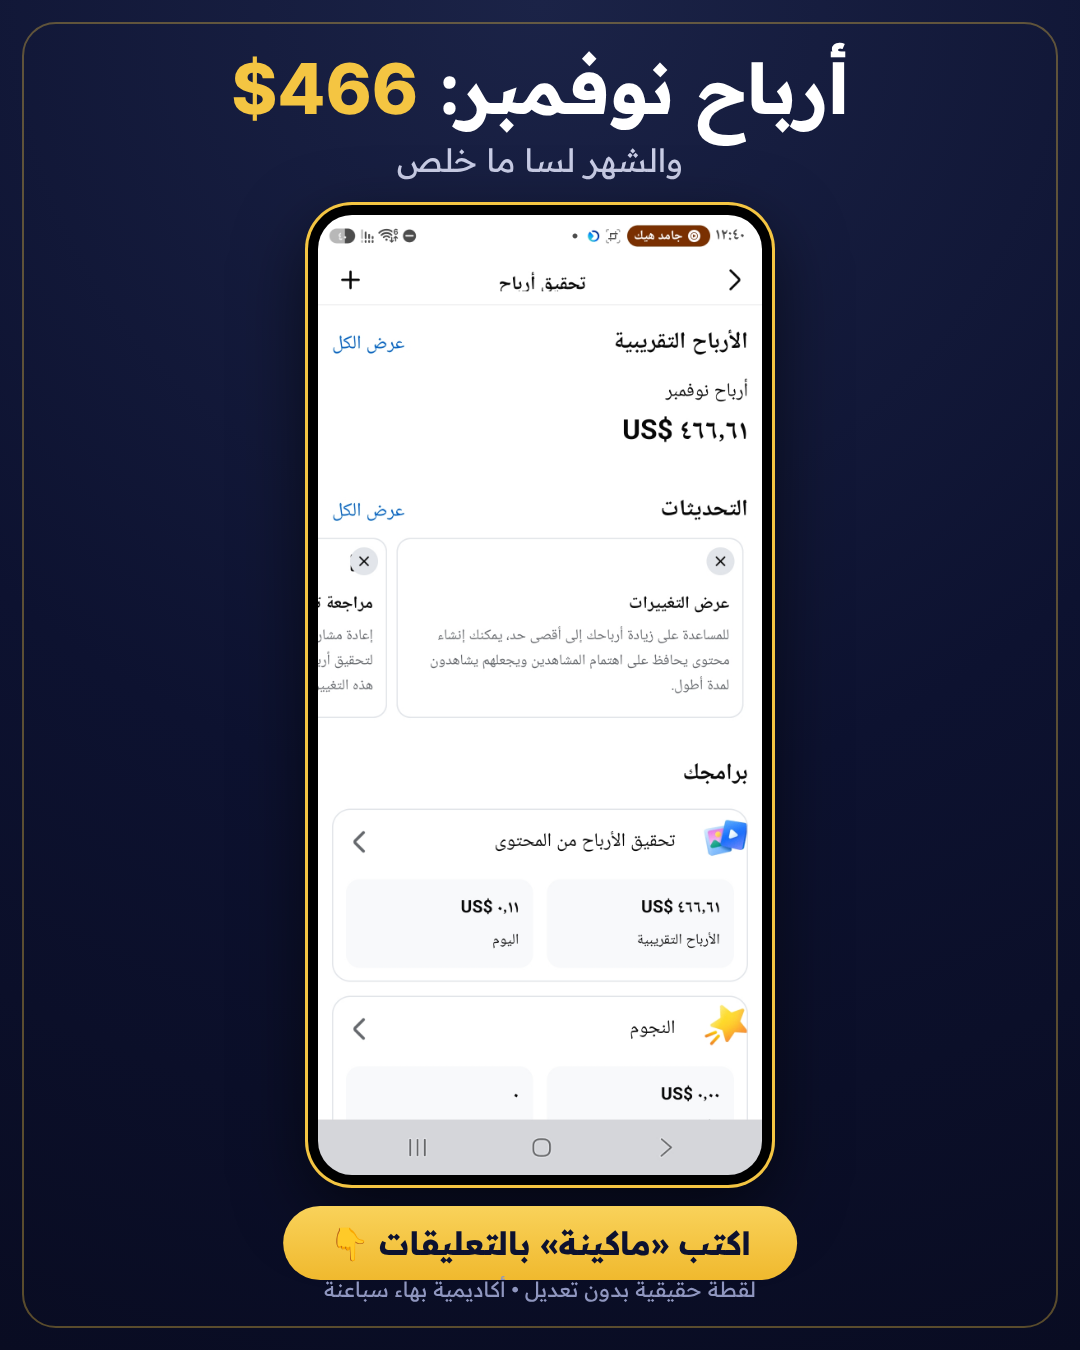 أرباح نوفمبر: $466
والشهر لسا ما خلص
١٢:٤٠ جامد هيك
تحقيق أرباح
الأرباح التقريبية
عرض الكل
أرباح نوفمبر
US$ ٤٦٦,٦١
التحديثات
عرض الكل
عرض التغييرات
للمساعدة على زيادة أرباحك إلى أقصى حد، يمكنك إنشاء
محتوى يحافظ على اهتمام المشاهدين ويجعلهم يشاهدون
لمدة أطول.
مراجعة
إعادة مشار
لتحقيق أر
هذه التغيير
برامجك
تحقيق الأرباح من المحتوى
US$ ٤٦٦,٦١
الأرباح التقريبية
US$ ٠,١١
اليوم
النجوم
US$ ٠,٠٠
٠
اكتب «ماكينة» بالتعليقات 👇
لقطة حقيقية بدون تعديل • أكاديمية بهاء سباعنة